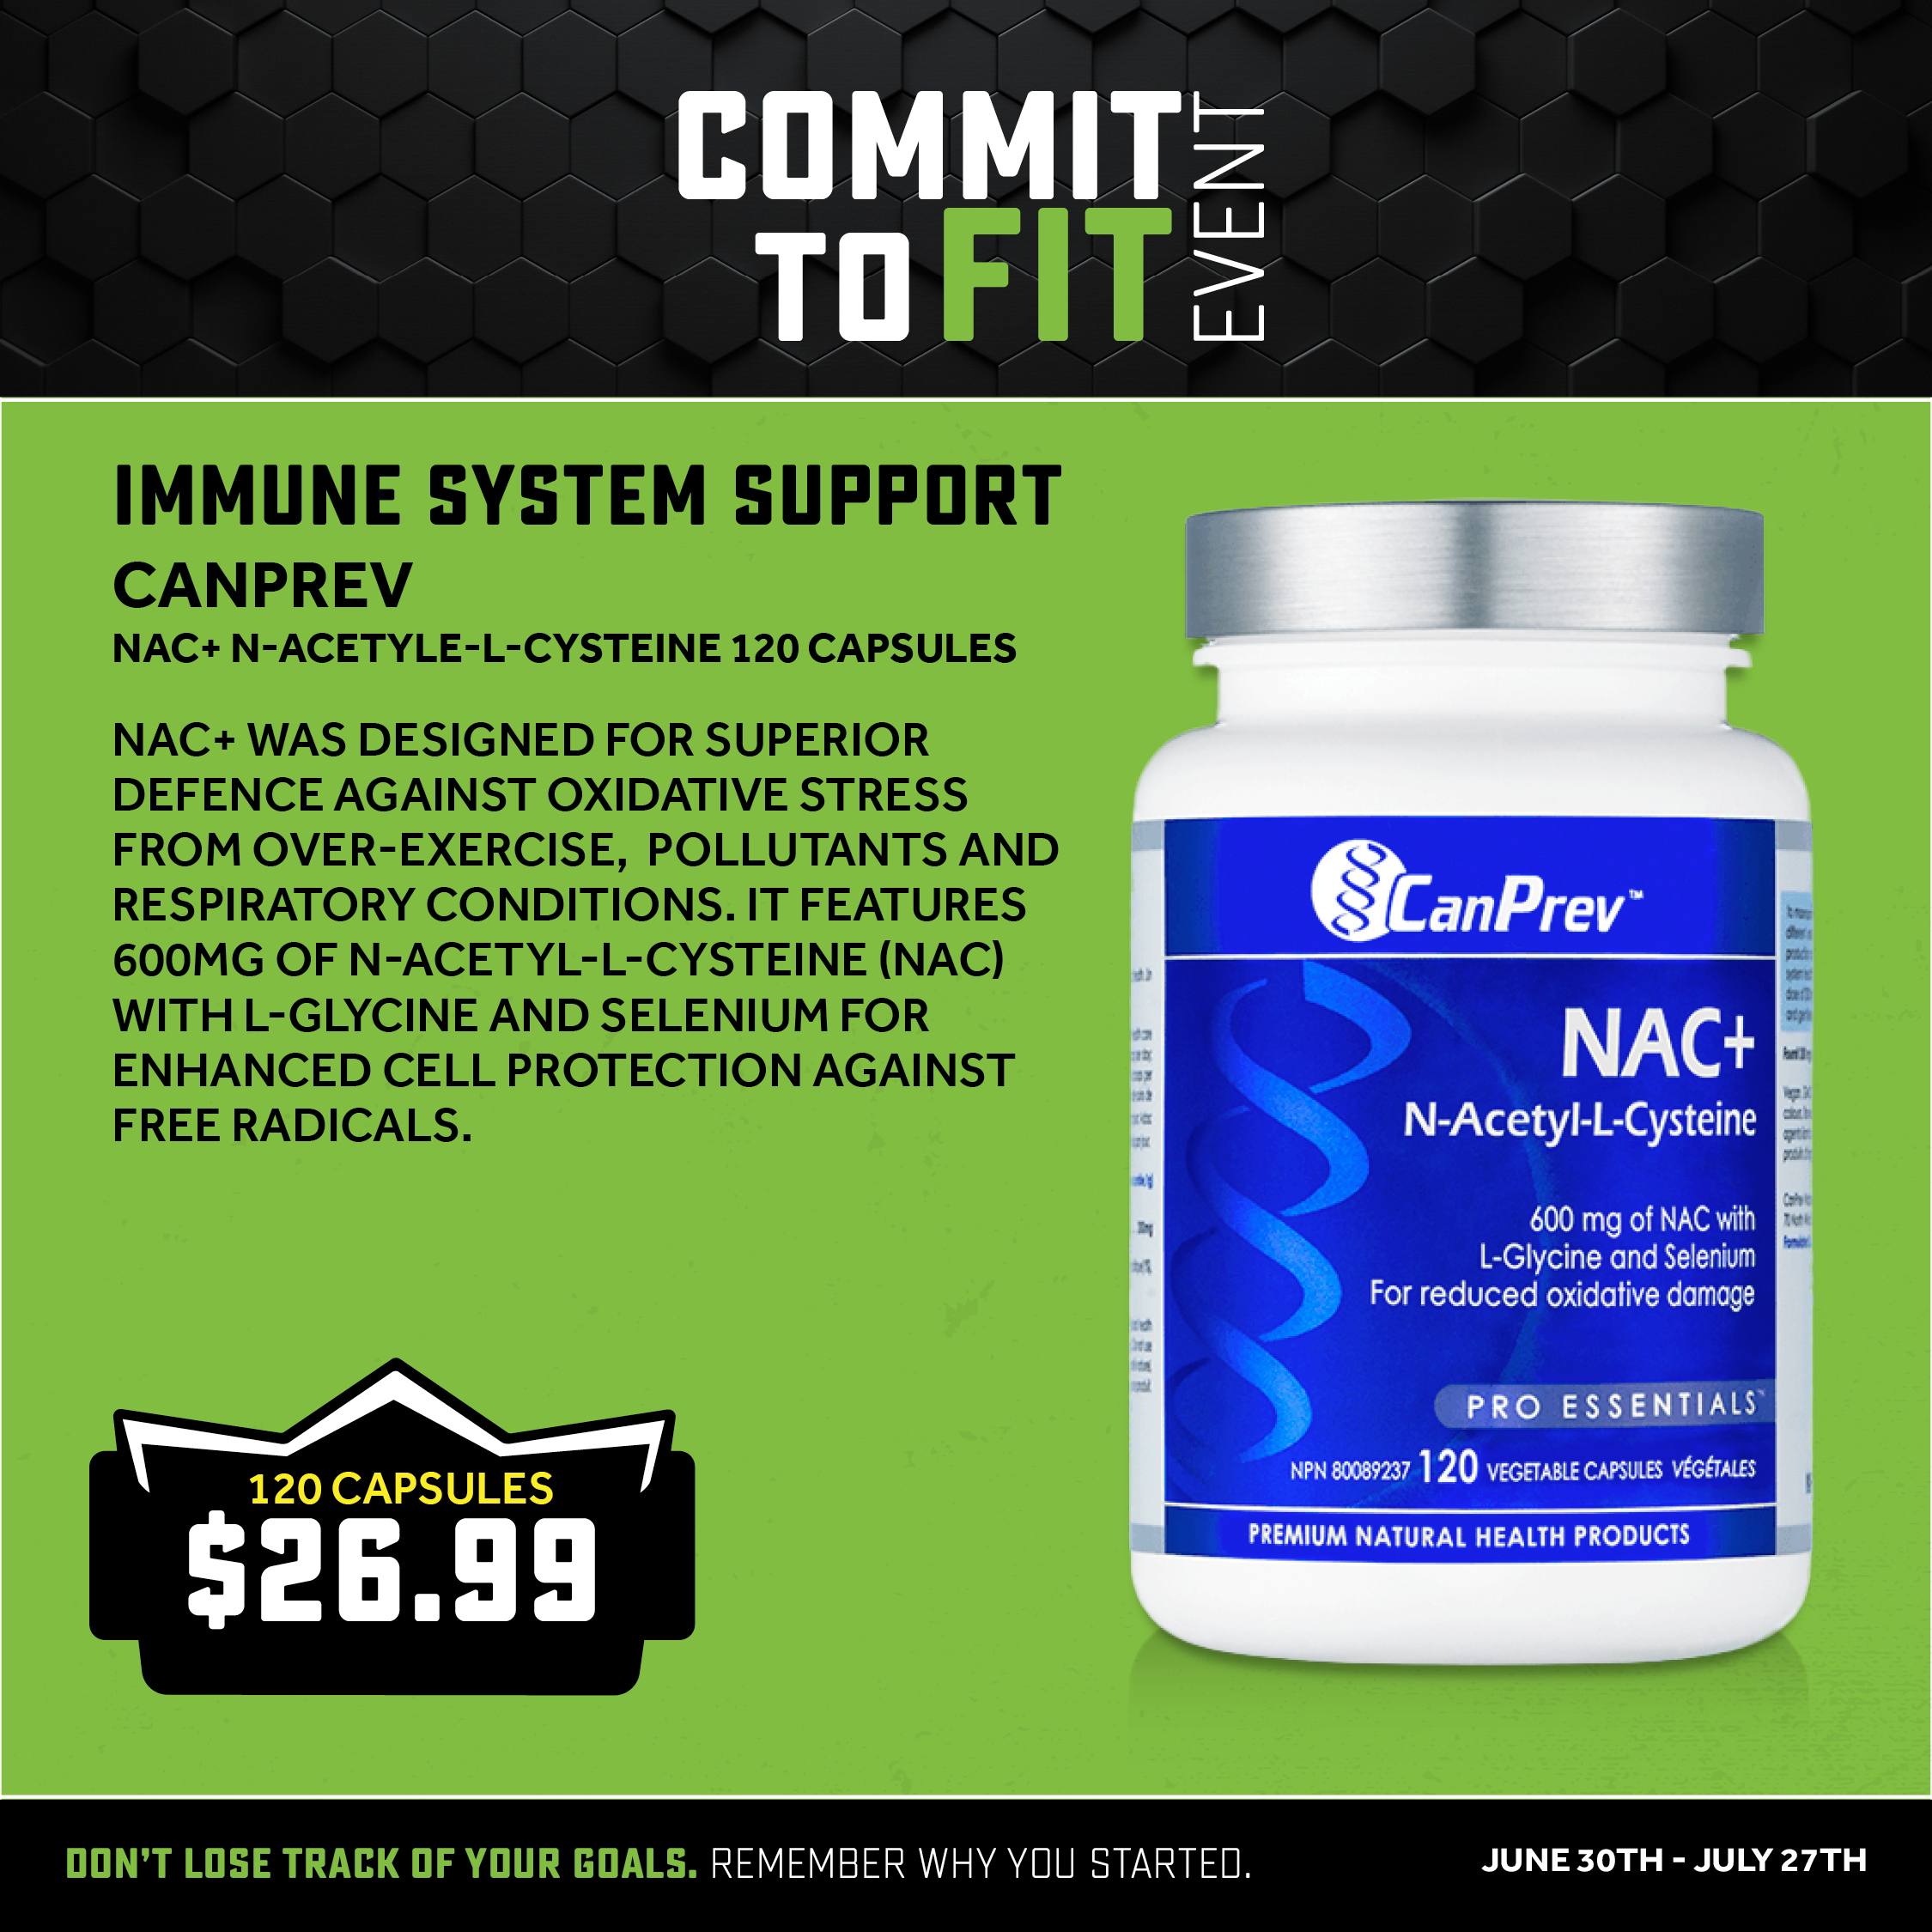 COMMIT
TO FIT
EVENT
IMMUNE SYSTEM SUPPORT
CANPREV
NAC+ N-ACETYLE-L-CYSTEINE 120 CAPSULES
NAC+ WAS DESIGNED FOR SUPERIOR
DEFENCE AGAINST OXIDATIVE STRESS
FROM OVER-EXERCISE, POLLUTANTS AND
RESPIRATORY CONDITIONS. IT FEATURES
600MG OF N-ACETYL-L-CYSTEINE (NAC)
WITH L-GLYCINE AND SELENIUM FOR
ENHANCED CELL PROTECTION AGAINST
FREE RADICALS.
120 CAPSULES
$26.99
CanPrev™
NAC+
N-Acetyl-L-Cysteine
600 mg of NAC with
L-Glycine and Selenium
For reduced oxidative damage
PRO ESSENTIALS™
NPN 80089237 120 VEGETABLE CAPSULES VÉGÉTALES
PREMIUM NATURAL HEALTH PRODUCTS
DON'T LOSE TRACK OF YOUR GOALS. REMEMBER WHY YOU STARTED.
JUNE 30TH - JULY 27TH